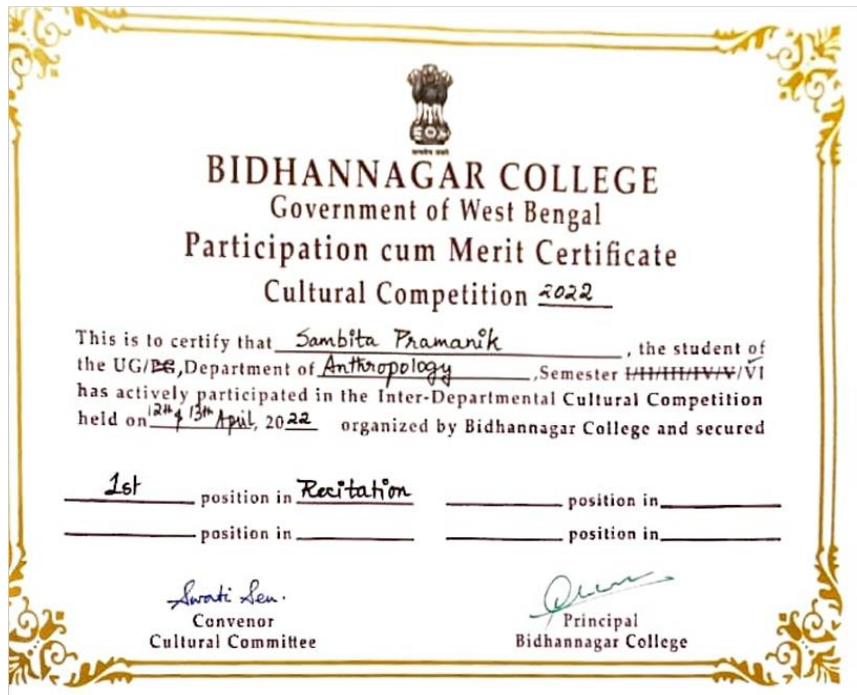 BIDHANNAGAR COLLEGE
Government of West Bengal
Participation cum Merit Certificate
Cultural Competition 2022
This is to certify that Sambita Pramanik, the student of
the UG/PG, Department of Anthropology, Semester I/II/III/IV/V/VI
has actively participated in the Inter-Departmental Cultural Competition
held on 12th & 13th April, 2022 organized by Bidhannagar College and secured
1st position in Recitation position in
position in position in
Swati Sen.
Convenor Principal
Cultural Committee Bidhannagar College